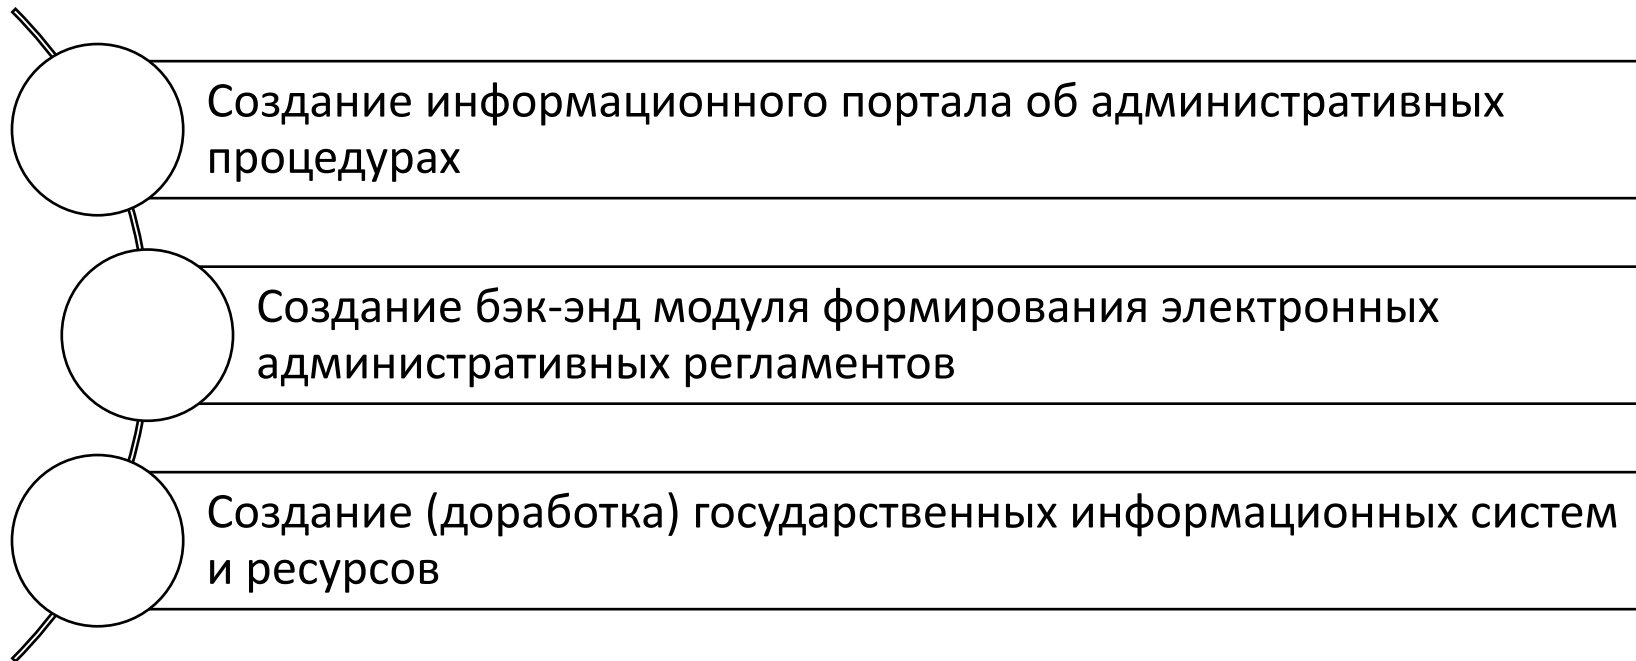 Создание информационного портала об административных
процедурах
Создание бэк-энд модуля формирования электронных
административных регламентов
Создание (доработка) государственных информационных систем
и ресурсов